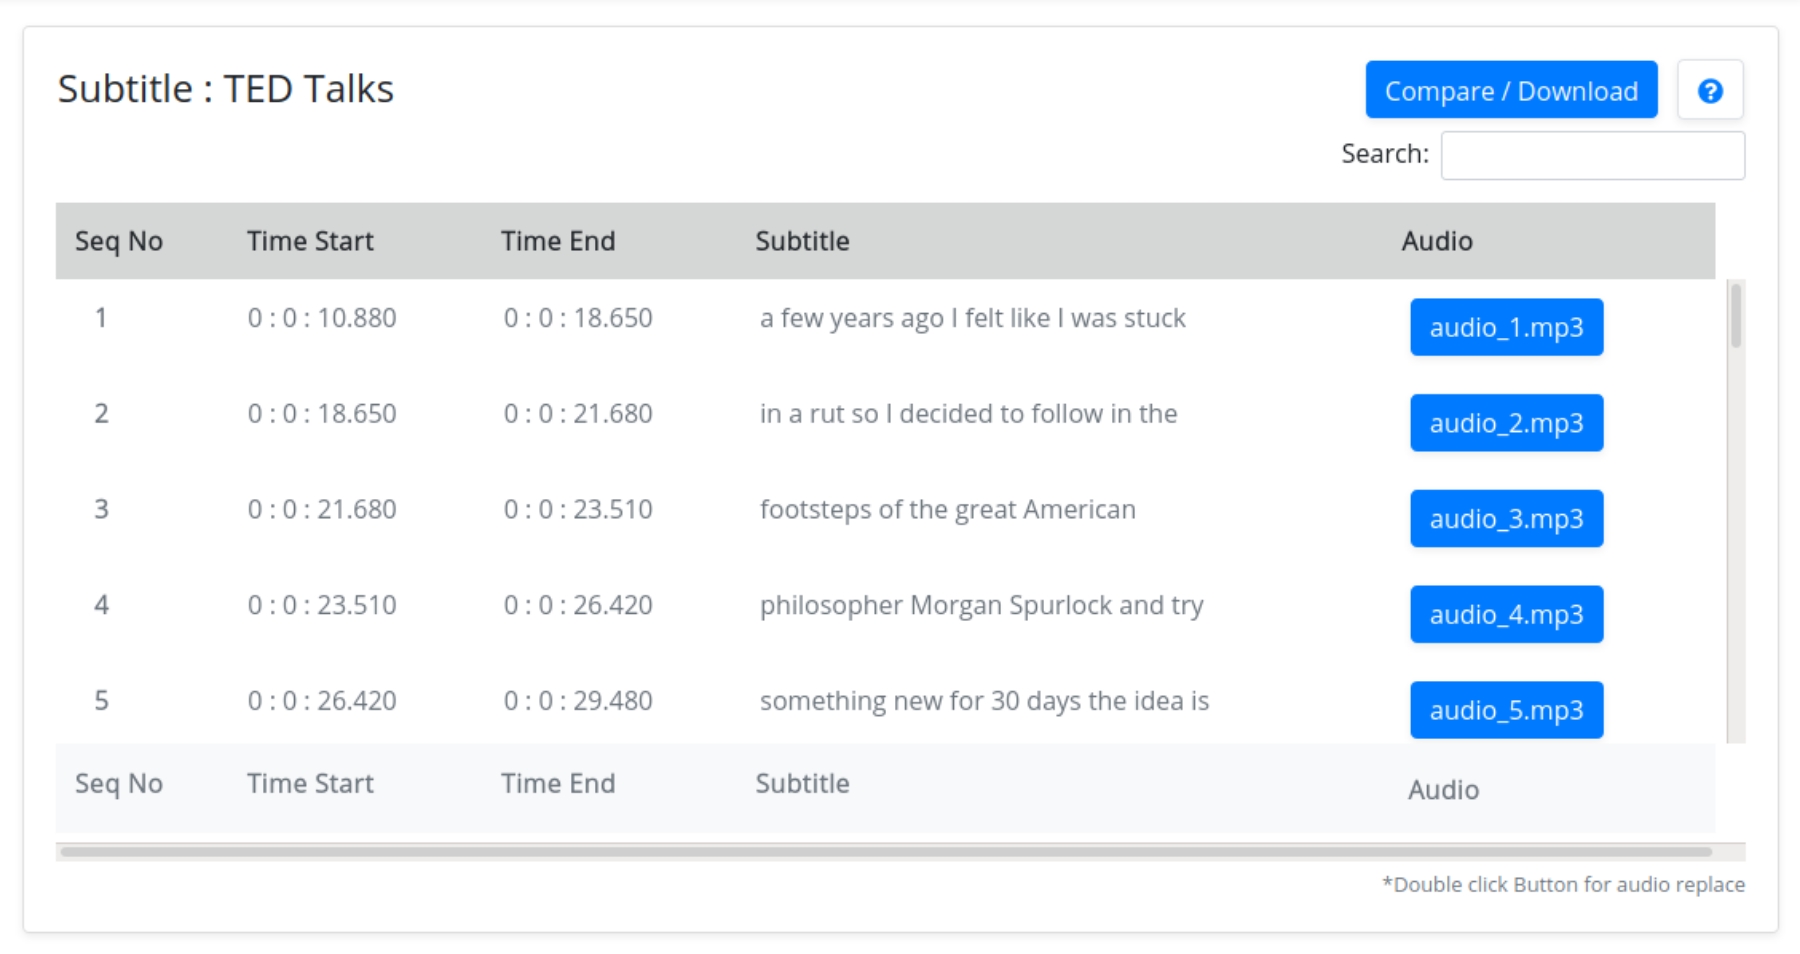 Subtitle : TED Talks
Compare / Download
?
Search:
Seq No Time Start Time End Subtitle Audio
1 0 : 0 : 10.880 0 : 0 : 18.650 a few years ago I felt like I was stuck audio_1.mp3
2 0 : 0 : 18.650 0 : 0 : 21.680 in a rut so I decided to follow in the audio_2.mp3
3 0 : 0 : 21.680 0 : 0 : 23.510 footsteps of the great American audio_3.mp3
4 0 : 0 : 23.510 0 : 0 : 26.420 philosopher Morgan Spurlock and try audio_4.mp3
5 0 : 0 : 26.420 0 : 0 : 29.480 something new for 30 days the idea is audio_5.mp3
Seq No Time Start Time End Subtitle Audio
*Double click Button for audio replace